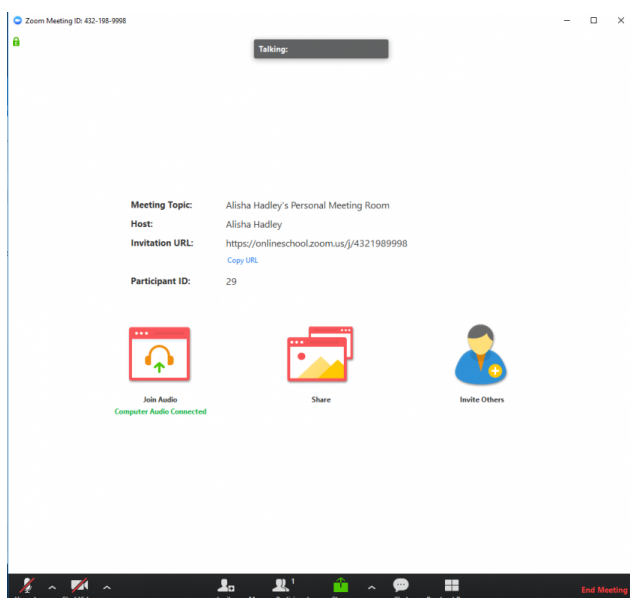 Zoom Meeting ID: 432-198-9998
Talking:
Meeting Topic: Alisha Hadley's Personal Meeting Room
Host: Alisha Hadley
Invitation URL: https://onlineschool.zoom.us/j/4321989998
Copy URL
Participant ID: 29
Join Audio Share Invite Others
Computer Audio Connected
1
End Meeting